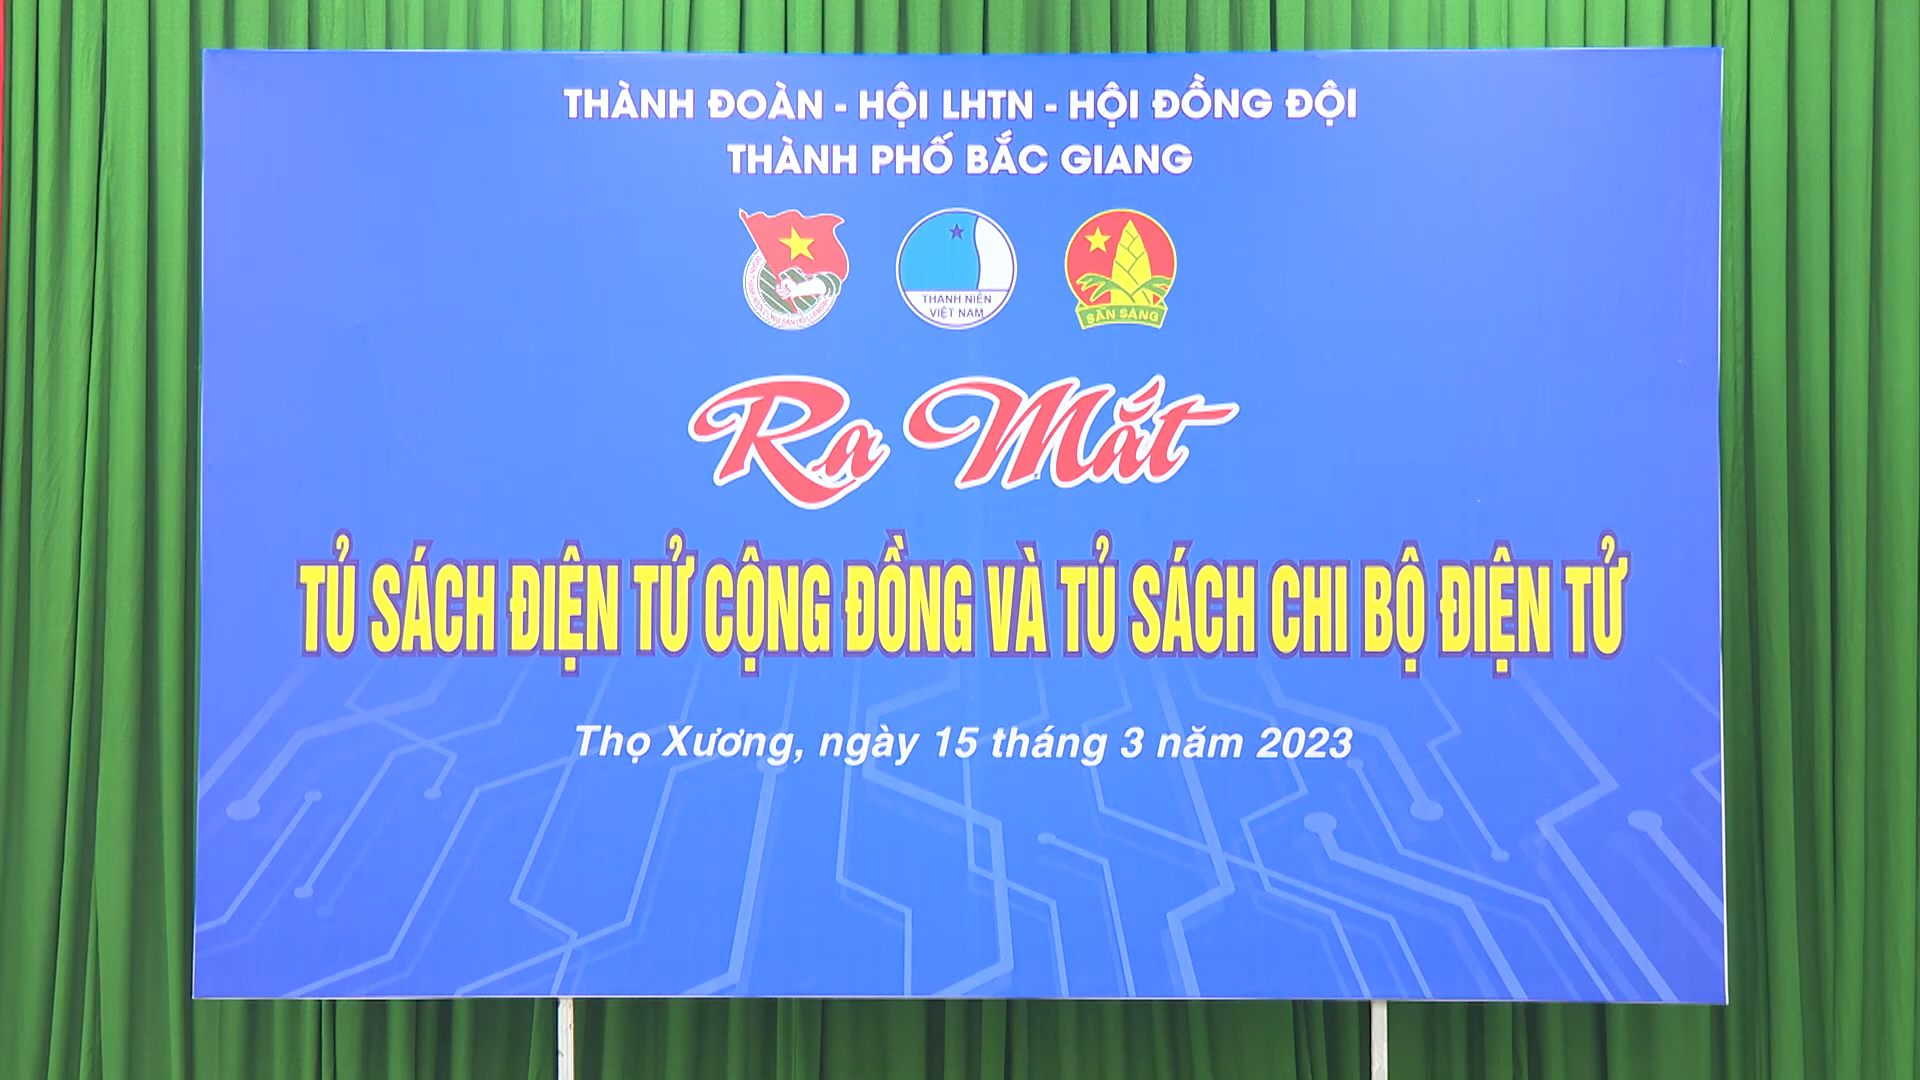 THÀNH ĐOÀN - HỘI LHTN - HỘI ĐỒNG ĐỘI
THÀNH PHỐ BẮC GIANG
THANH NIÊN
VIỆT NAM
SẴN SÀNG
Ra Mắt
TỦ SÁCH ĐIỆN TỬ CỘNG ĐỒNG VÀ TỦ SÁCH CHI BỘ ĐIỆN TỬ
Thọ Xương, ngày 15 tháng 3 năm 2023